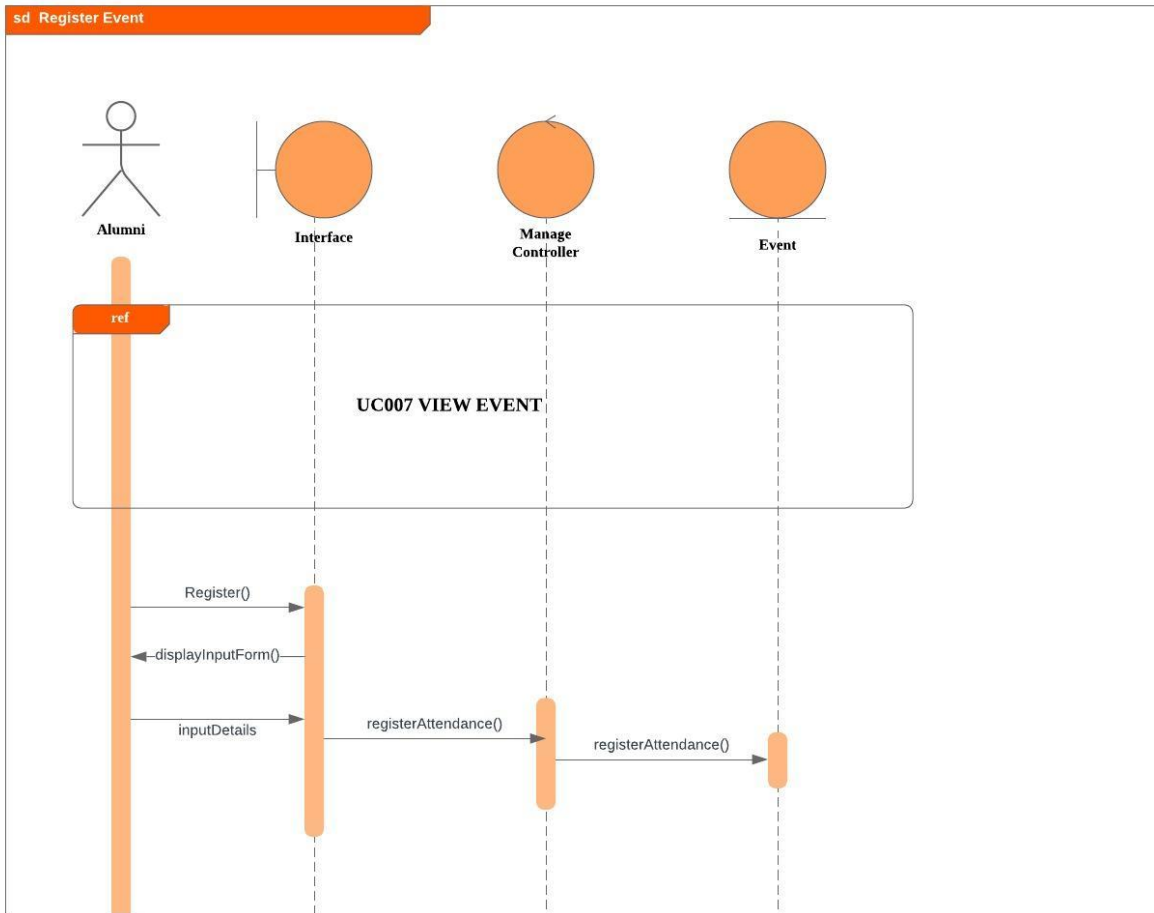 sd Register Event
Alumni
Interface
Manage
Controller
Event
ref
UC007 VIEW EVENT
Register()
displayInputForm()
inputDetails
registerAttendance()
registerAttendance()